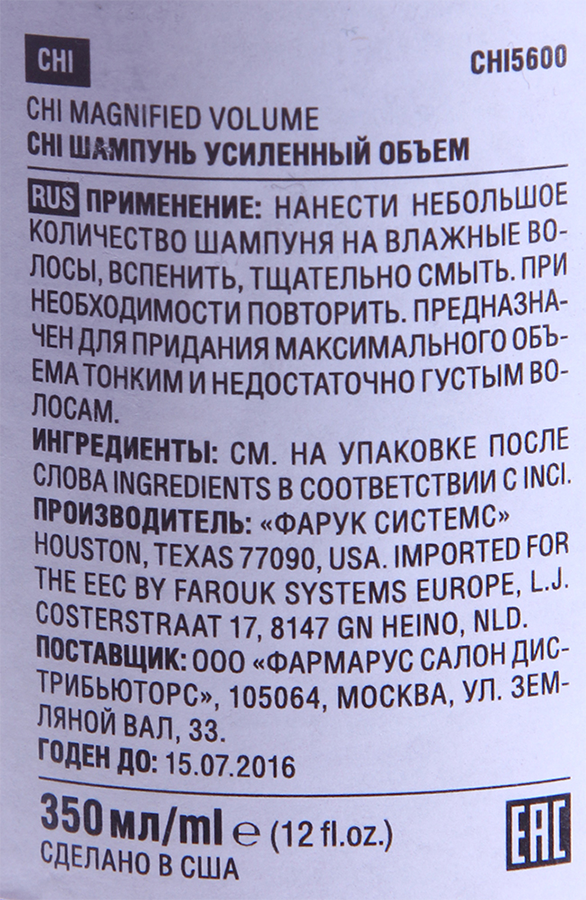 CHI CHI5600
CHI MAGNIFIED VOLUME
CHI ШАМПУНЬ УСИЛЕННЫЙ ОБЪЕМ
RUS ПРИМЕНЕНИЕ: НАНЕСТИ НЕБОЛЬШОЕ
КОЛИЧЕСТВО ШАМПУНЯ НА ВЛАЖНЫЕ ВО-
ЛОСЫ, ВСПЕНИТЬ, ТЩАТЕЛЬНО СМЫТЬ. ПРИ
НЕОБХОДИМОСТИ ПОВТОРИТЬ. ПРЕДНАЗНА-
ЧЕН ДЛЯ ПРИДАНИЯ МАКСИМАЛЬНОГО ОБЪ-
ЕМА ТОНКИМ И НЕДОСТАТОЧНО ГУСТЫМ ВО-
ЛОСАМ.
ИНГРЕДИЕНТЫ: СМ. НА УПАКОВКЕ ПОСЛЕ
СЛОВА INGREDIENTS В СООТВЕТСТВИИ С INCI.
ПРОИЗВОДИТЕЛЬ: «ФАРУК СИСТЕМС»
HOUSTON, TEXAS 77090, USA. IMPORTED FOR
THE EEC BY FAROUK SYSTEMS EUROPE, L.J.
COSTERSTRAAT 17, 8147 GN HEINO, NLD.
ПОСТАВЩИК: ООО «ФАРМАРУС САЛОН ДИС-
ТРИБЬЮТОРС», 105064, МОСКВА, УЛ. ЗЕМ-
ЛЯНОЙ ВАЛ, 33.
ГОДЕН ДО: 15.07.2016
350 мл/ml ℮ (12 fl.oz.)
СДЕЛАНО В США
EAC